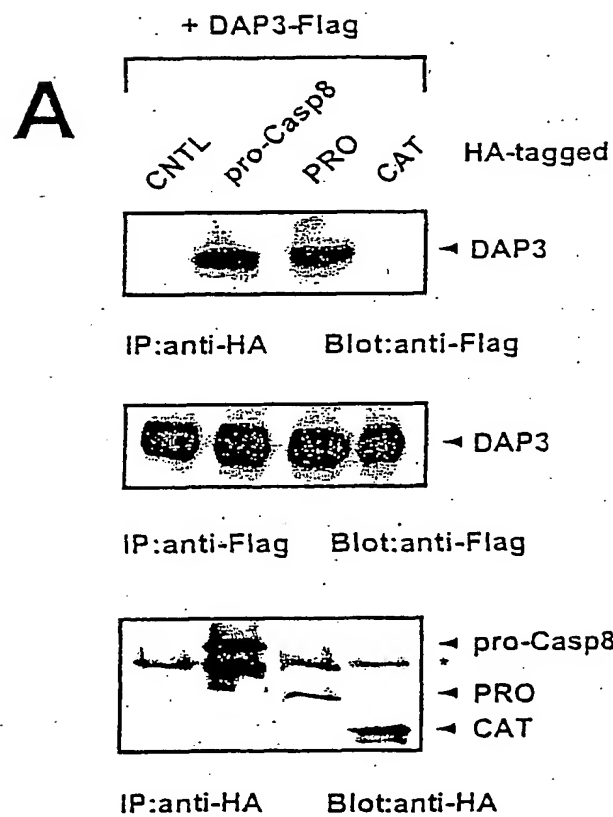 + DAP3-Flag
A
CNTL pro-Casp8 PRO CAT HA-tagged
◄ DAP3
IP:anti-HA Blot:anti-Flag
◄ DAP3
IP:anti-Flag Blot:anti-Flag
◄ pro-Casp8
*
◄ PRO
◄ CAT
IP:anti-HA Blot:anti-HA